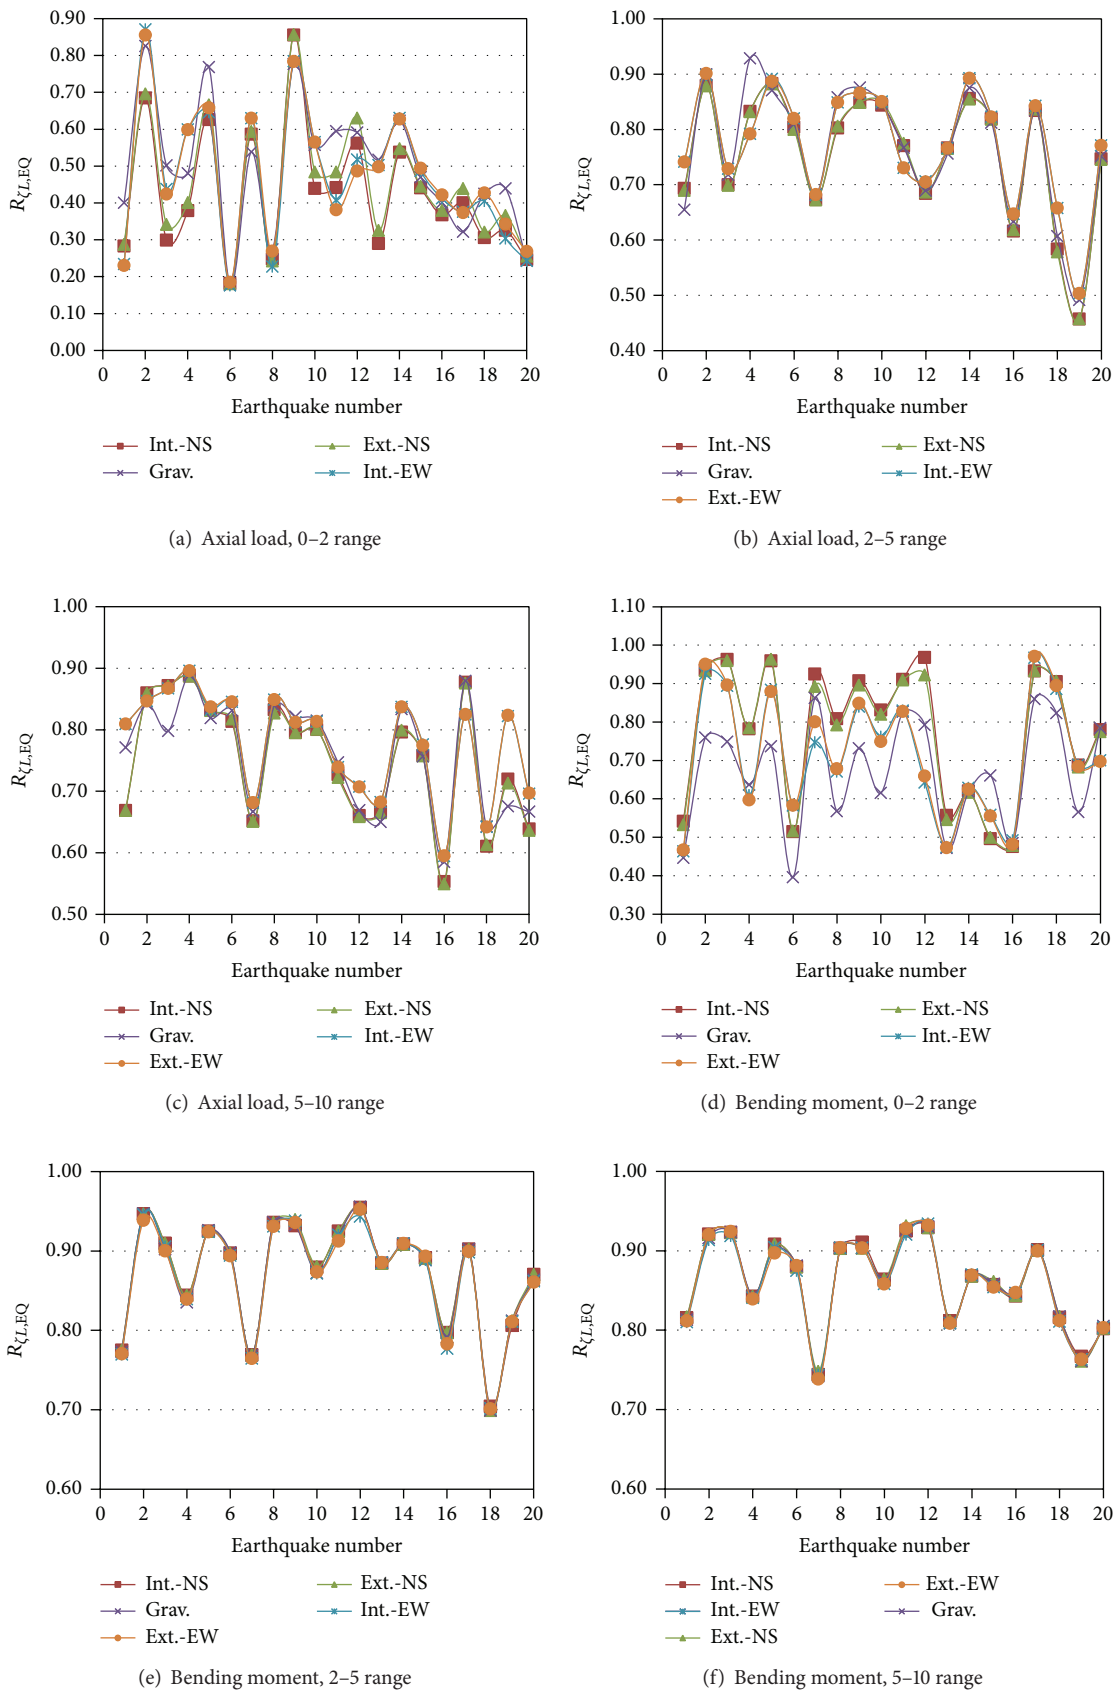 0.90
0.80
0.70
0.60
0.50
0.40
0.30
0.20
0.10
0.00
R_{ζL,EQ}
0 2 4 6 8 10 12 14 16 18 20
Earthquake number
Int.-NS
Ext.-NS
Grav.
Int.-EW
(a) Axial load, 0–2 range
1.00
0.90
0.80
0.70
0.60
0.50
0.40
R_{ζL,EQ}
0 2 4 6 8 10 12 14 16 18 20
Earthquake number
Int.-NS
Ext-NS
Grav.
Int.-EW
Ext.-EW
(b) Axial load, 2–5 range
1.00
0.90
0.80
0.70
0.60
0.50
R_{ζL,EQ}
0 2 4 6 8 10 12 14 16 18 20
Earthquake number
Int.-NS
Ext.-NS
Grav.
Int.-EW
Ext.-EW
(c) Axial load, 5–10 range
1.10
1.00
0.90
0.80
0.70
0.60
0.50
0.40
0.30
R_{ζL,EQ}
0 2 4 6 8 10 12 14 16 18 20
Earthquake number
Int.-NS
Ext.-NS
Grav.
Int.-EW
Ext.-EW
(d) Bending moment, 0–2 range
1.00
0.90
0.80
0.70
0.60
R_{ζL,EQ}
0 2 4 6 8 10 12 14 16 18 20
Earthquake number
Int.-NS
Ext.-NS
Grav.
Int.-EW
Ext.-EW
(e) Bending moment, 2–5 range
1.00
0.90
0.80
0.70
0.60
R_{ζL,EQ}
0 2 4 6 8 10 12 14 16 18 20
Earthquake number
Int.-NS
Ext.-EW
Int.-EW
Grav.
Ext.-NS
(f) Bending moment, 5–10 range